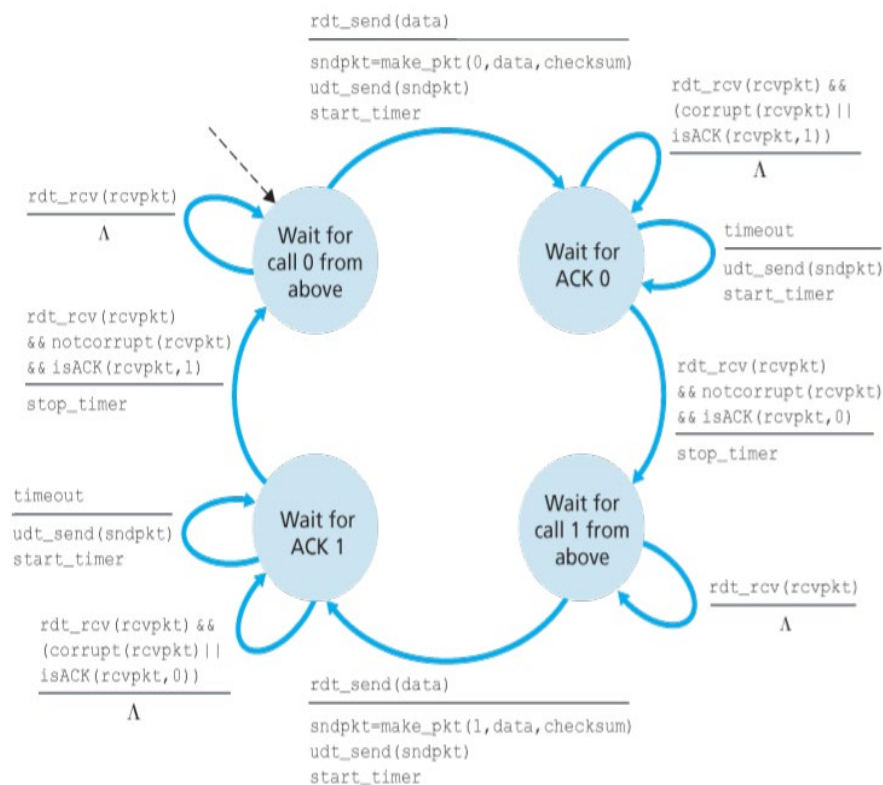 rdt_send(data)
sndpkt=make_pkt(0,data,checksum)
udt_send(sndpkt)
start_timer
rdt_rcv(rcvpkt) &&
(corrupt(rcvpkt)||
isACK(rcvpkt,1))
Λ
rdt_rcv(rcvpkt)
Λ
Wait for
call 0 from
above
Wait for
ACK 0
timeout
udt_send(sndpkt)
start_timer
rdt_rcv(rcvpkt)
&& notcorrupt(rcvpkt)
&& isACK(rcvpkt,1)
stop_timer
rdt_rcv(rcvpkt)
&& notcorrupt(rcvpkt)
&& isACK(rcvpkt,0)
stop_timer
timeout
udt_send(sndpkt)
start_timer
Wait for
ACK 1
Wait for
call 1 from
above
rdt_rcv(rcvpkt)
Λ
rdt_rcv(rcvpkt) &&
(corrupt(rcvpkt)||
isACK(rcvpkt,0))
Λ
rdt_send(data)
sndpkt=make_pkt(1,data,checksum)
udt_send(sndpkt)
start_timer